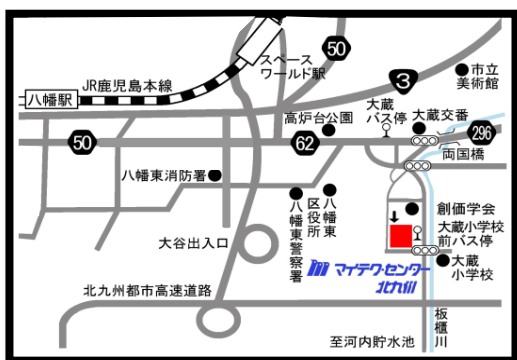 50
スペース
ワールド駅
JR鹿児島本線
八幡駅
3
市立
美術館
高炉台公園
大蔵
バス停
大蔵交番
296
50
62
両国橋
八幡東消防署
八幡東
区役所
八幡東警察署
創価学会
大蔵小学校
前バス停
大谷出入口
マイテク・センター
北九州
大蔵
小学校
北九州都市高速道路
板櫃川
至河内貯水池